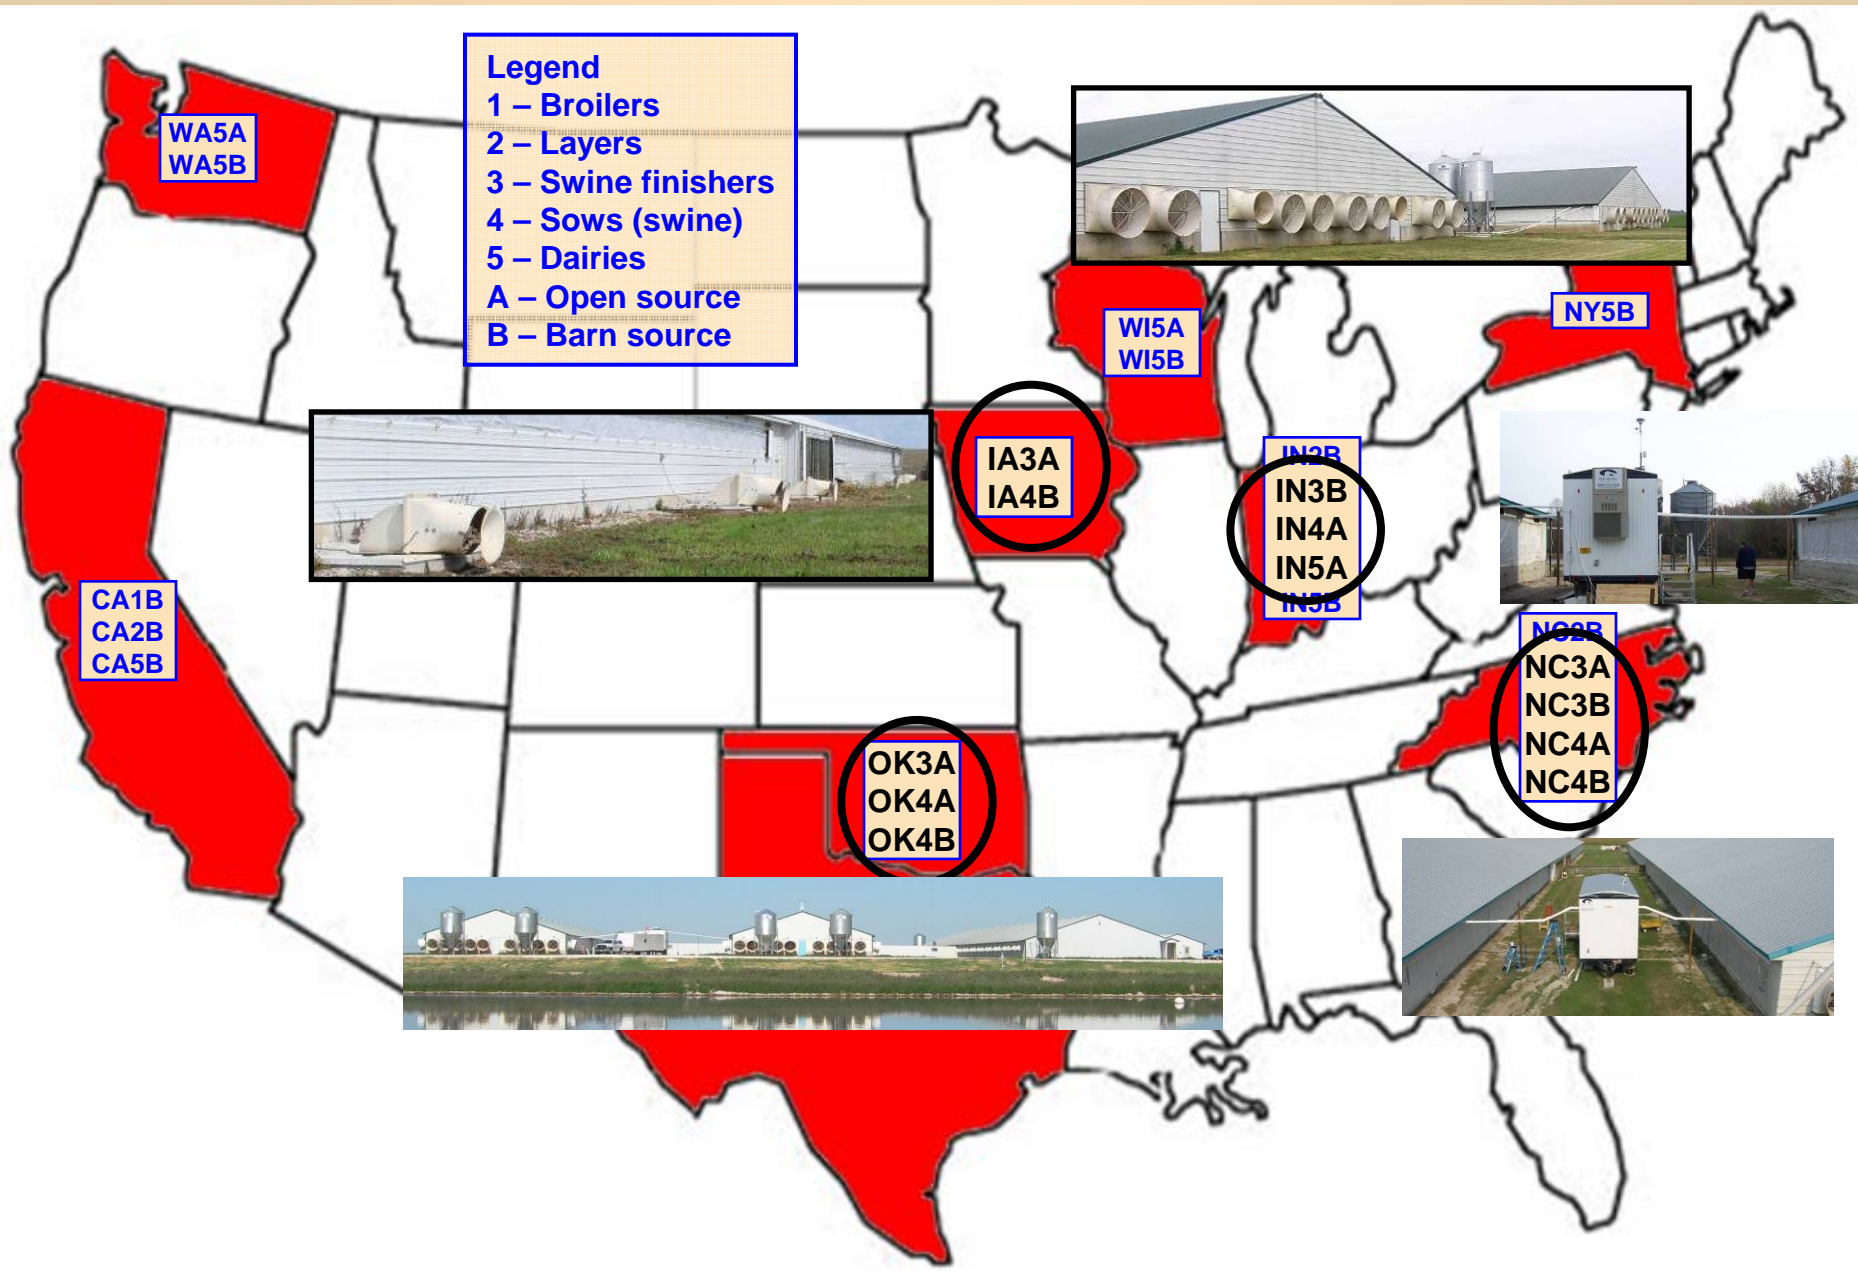 Legend
1 – Broilers
2 – Layers
3 – Swine finishers
4 – Sows (swine)
5 – Dairies
A – Open source
B – Barn source
WA5A
WA5B
CA1B
CA2B
CA5B
WI5A
WI5B
NY5B
IA3A
IA4B
IN2B
IN3B
IN4A
IN5A
IN5B
NC2B
NC3A
NC3B
NC4A
NC4B
OK3A
OK4A
OK4B